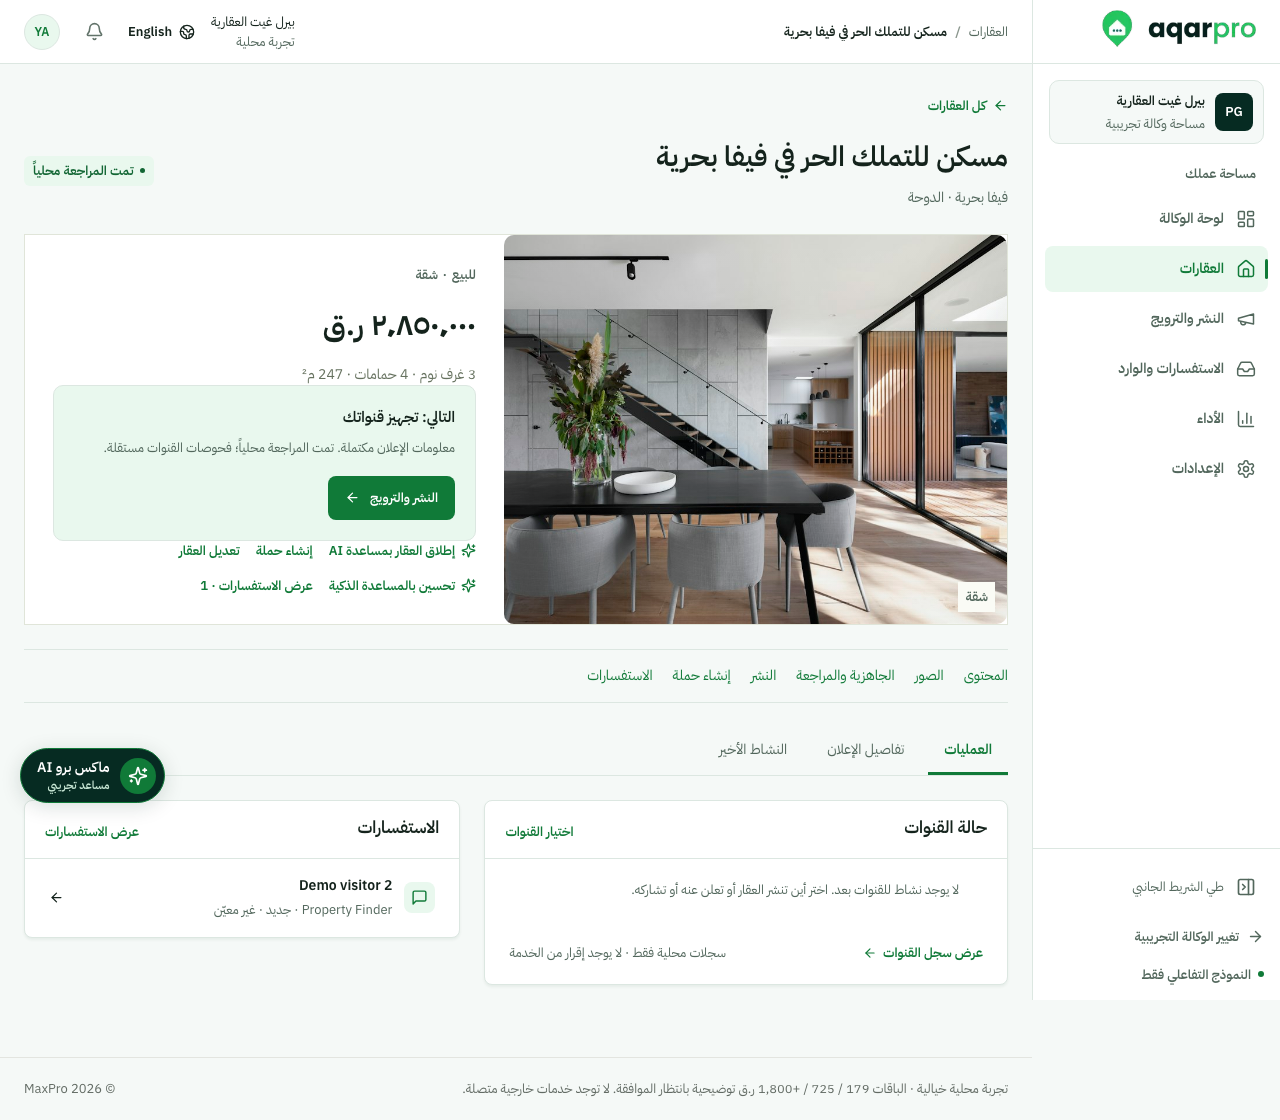 aqarpro
العقارات / مسكن للتملك الحر في فيفا بحرية
بيرل غيت العقارية
تجربة محلية
English
YA
PG
بيرل غيت العقارية
مساحة وكالة تجريبية
مساحة عملك
لوحة الوكالة
العقارات
النشر والترويج
الاستفسارات والوارد
الأداء
الإعدادات
طي الشريط الجانبي
تغيير الوكالة التجريبية
النموذج التفاعلي فقط
كل العقارات
مسكن للتملك الحر في فيفا بحرية
تمت المراجعة محلياً
فيفا بحرية · الدوحة
شقة
للبيع · شقة
٢٬٨٥٠٬٠٠٠ ر.ق
3 غرف نوم · 4 حمامات · 247 م²
التالي: تجهيز قنواتك
معلومات الإعلان مكتملة. تمت المراجعة محلياً؛ فحوصات القنوات مستقلة.
النشر والترويج
إطلاق العقار بمساعدة AI إنشاء حملة تعديل العقار
تحسين بالمساعدة الذكية عرض الاستفسارات · 1
المحتوى الصور الجاهزية والمراجعة النشر إنشاء حملة الاستفسارات
العمليات تفاصيل الإعلان النشاط الأخير
ماكس برو AI
مساعد تجريبي
حالة القنوات
اختيار القنوات
لا يوجد نشاط للقنوات بعد. اختر أين تنشر العقار أو تعلن عنه أو تشاركه.
عرض سجل القنوات
سجلات محلية فقط · لا يوجد إقرار من الخدمة
الاستفسارات
عرض الاستفسارات
Demo visitor 2
Property Finder · جديد · غير معيّن
تجربة محلية خيالية · الباقات 179 / 725 / +1,800 ر.ق توضيحية بانتظار الموافقة. لا توجد خدمات خارجية متصلة.
© 2026 MaxPro